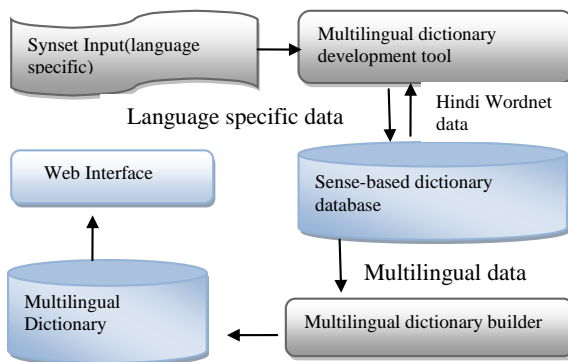 Synset Input(language
specific)
Multilingual dictionary
development tool
Language specific data
Hindi Wordnet
data
Web Interface
Sense-based dictionary
database
Multilingual data
Multilingual
Dictionary
Multilingual dictionary builder